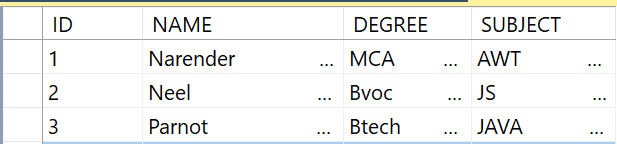 ID NAME DEGREE SUBJECT
1 Narender ... MCA ... AWT ...
2 Neel ... Bvoc ... JS ...
3 Parnot ... Btech ... JAVA ...